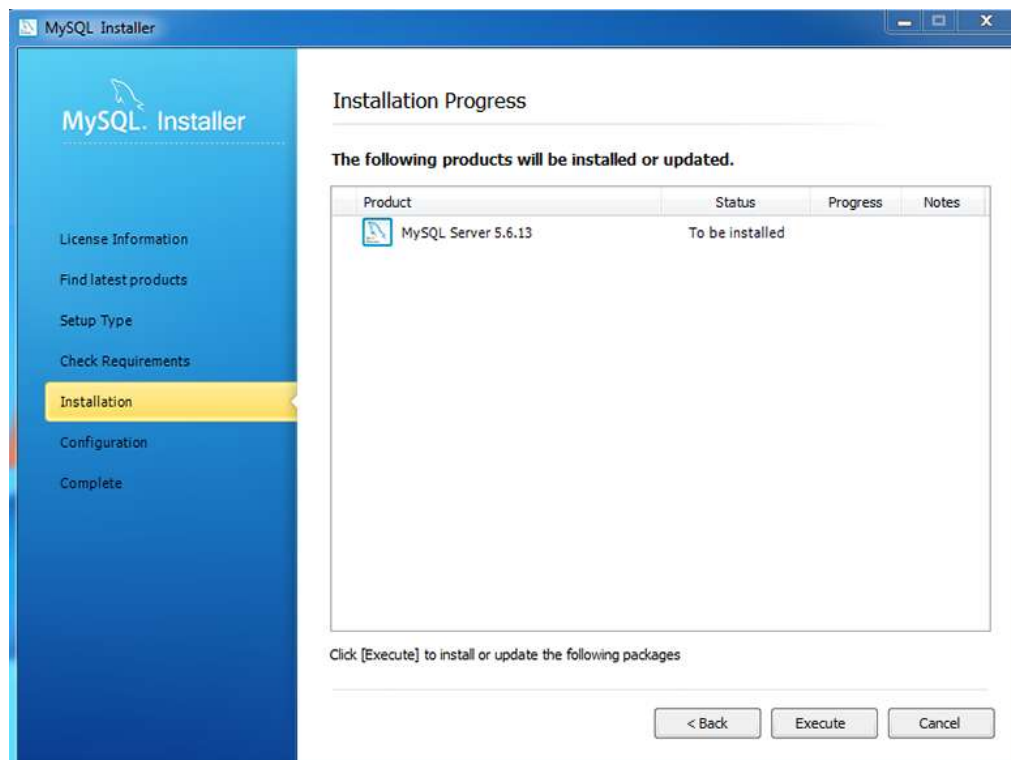 MySQL Installer
MySQL. Installer
License Information
Find latest products
Setup Type
Check Requirements
Installation
Configuration
Complete
Installation Progress
The following products will be installed or updated.
Product Status Progress Notes
MySQL Server 5.6.13 To be installed
Click [Execute] to install or update the following packages
< Back Execute Cancel